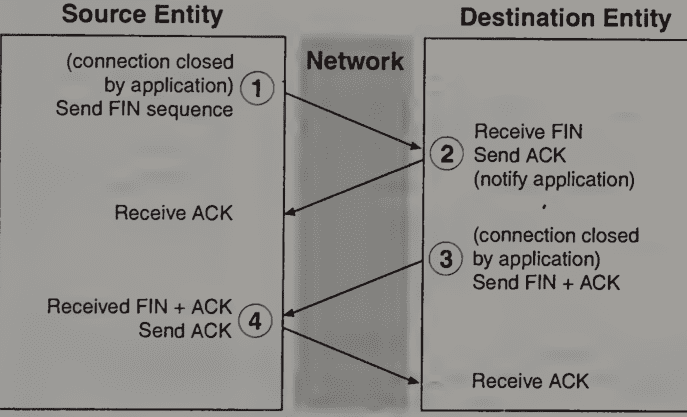 Source Entity
Destination Entity
Network
(connection closed
by application)
1
Send FIN sequence
2
Receive FIN
Send ACK
(notify application)
Receive ACK
3
(connection closed
by application)
Send FIN + ACK
Received FIN + ACK
4
Send ACK
Receive ACK